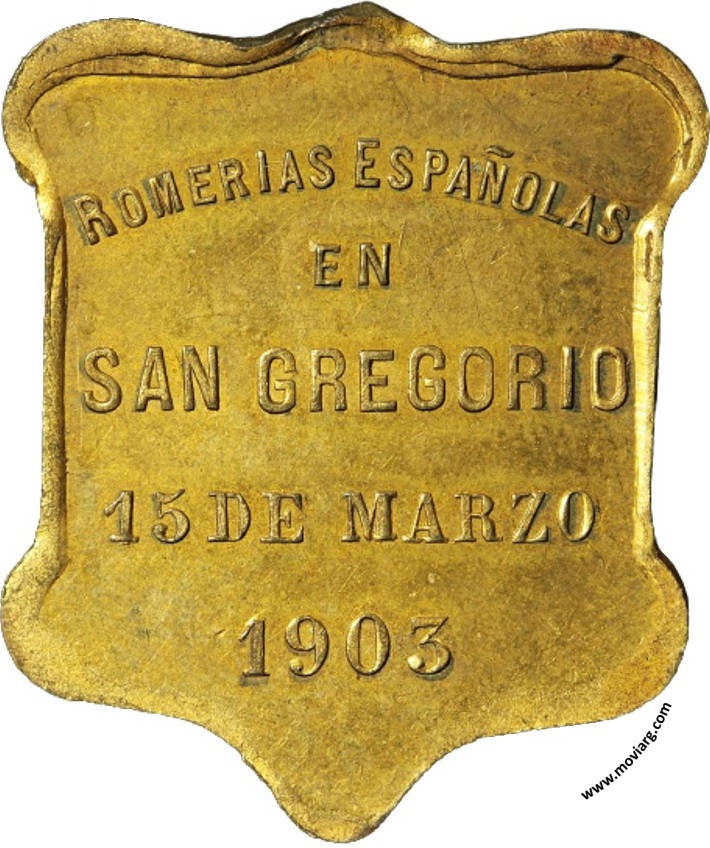 ROMERIAS ESPAÑOLAS
EN
SAN GREGORIO
15 DE MARZO
1903
www.moviarg.com